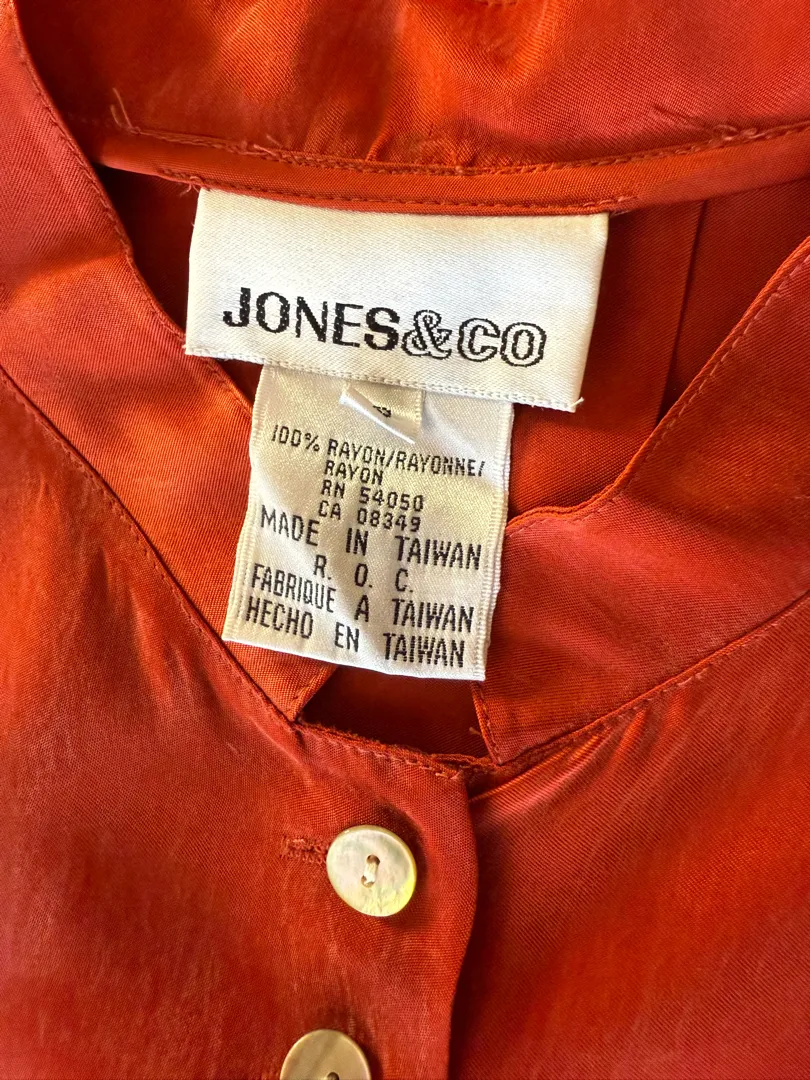 JONES&CO
100% RAYON/RAYONNE/
RAYON
RN 54050
CA 08349
MADE IN TAIWAN
R. O. C.
FABRIQUE A TAIWAN
HECHO EN TAIWAN